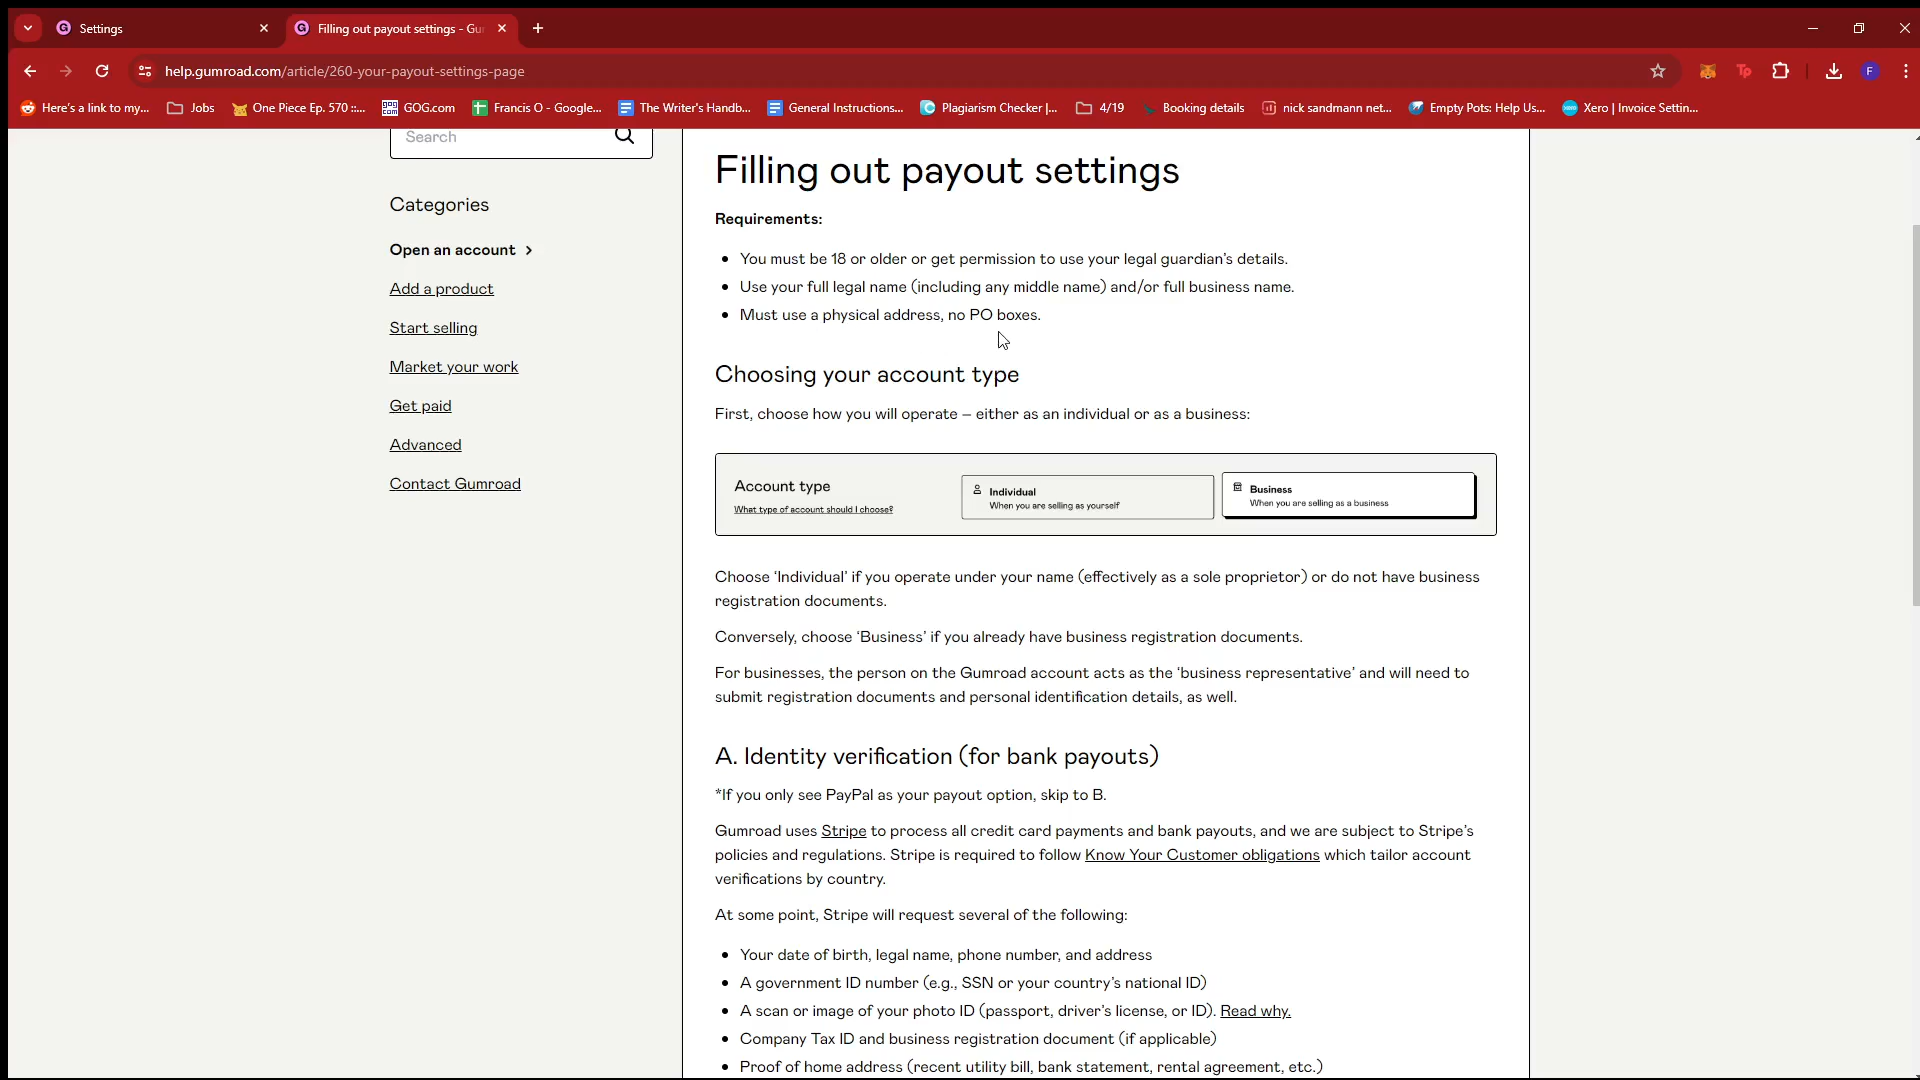 Settings
Filling out payout settings - Gu
help.gumroad.com/article/260-your-payout-settings-page
Here's a link to my...
Jobs
One Piece Ep. 570 ::...
GOG.com
Francis O - Google...
The Writer's Handb...
General Instructions...
Plagiarism Checker |...
4/19
Booking details
nick sandmann net...
Empty Pots: Help Us...
Xero | Invoice Settin...
Search
Categories
Open an account
Add a product
Start selling
Market your work
Get paid
Advanced
Contact Gumroad
Filling out payout settings
Requirements:
• You must be 18 or older or get permission to use your legal guardian's details.
• Use your full legal name (including any middle name) and/or full business name.
• Must use a physical address, no PO boxes.
Choosing your account type
First, choose how you will operate – either as an individual or as a business:
Account type
What type of account should I choose?
Individual
When you are selling as yourself
Business
When you are selling as a business
Choose ‘Individual’ if you operate under your name (effectively as a sole proprietor) or do not have business
registration documents.
Conversely, choose ‘Business’ if you already have business registration documents.
For businesses, the person on the Gumroad account acts as the ‘business representative’ and will need to
submit registration documents and personal identification details, as well.
A. Identity verification (for bank payouts)
*If you only see PayPal as your payout option, skip to B.
Gumroad uses Stripe to process all credit card payments and bank payouts, and we are subject to Stripe's
policies and regulations. Stripe is required to follow Know Your Customer obligations which tailor account
verifications by country.
At some point, Stripe will request several of the following:
• Your date of birth, legal name, phone number, and address
• A government ID number (e.g., SSN or your country's national ID)
• A scan or image of your photo ID (passport, driver's license, or ID). Read why.
• Company Tax ID and business registration document (if applicable)
• Proof of home address (recent utility bill, bank statement, rental agreement, etc.)